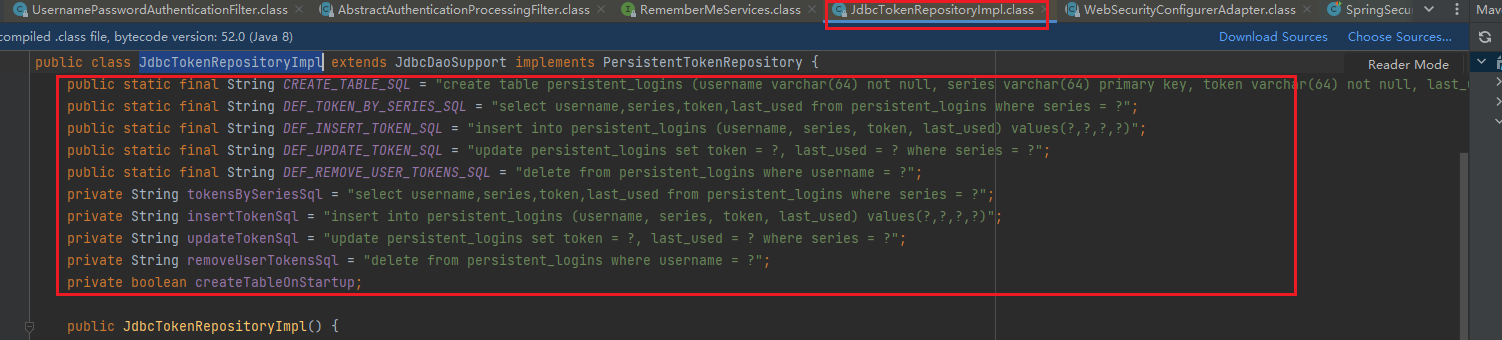 UsernamePasswordAuthenticationFilter.class AbstractAuthenticationProcessingFilter.class RememberMeServices.class JdbcTokenRepositoryImpl.class WebSecurityConfigurerAdapter.class SpringSecu Mav
compiled .class file, bytecode version: 52.0 (Java 8) Download Sources Choose Sources...
public class JdbcTokenRepositoryImpl extends JdbcDaoSupport implements PersistentTokenRepository {
Reader Mode
public static final String CREATE_TABLE_SQL = "create table persistent_logins (username varchar(64) not null, series varchar(64) primary key, token varchar(64) not null, last_
public static final String DEF_TOKEN_BY_SERIES_SQL = "select username,series,token,last_used from persistent_logins where series = ?";
public static final String DEF_INSERT_TOKEN_SQL = "insert into persistent_logins (username, series, token, last_used) values(?,?,?,?)";
public static final String DEF_UPDATE_TOKEN_SQL = "update persistent_logins set token = ?, last_used = ? where series = ?";
public static final String DEF_REMOVE_USER_TOKENS_SQL = "delete from persistent_logins where username = ?";
private String tokensBySeriesSql = "select username,series,token,last_used from persistent_logins where series = ?";
private String insertTokenSql = "insert into persistent_logins (username, series, token, last_used) values(?,?,?,?)";
private String updateTokenSql = "update persistent_logins set token = ?, last_used = ? where series = ?";
private String removeUserTokensSql = "delete from persistent_logins where username = ?";
private boolean createTableOnStartup;
public JdbcTokenRepositoryImpl() {